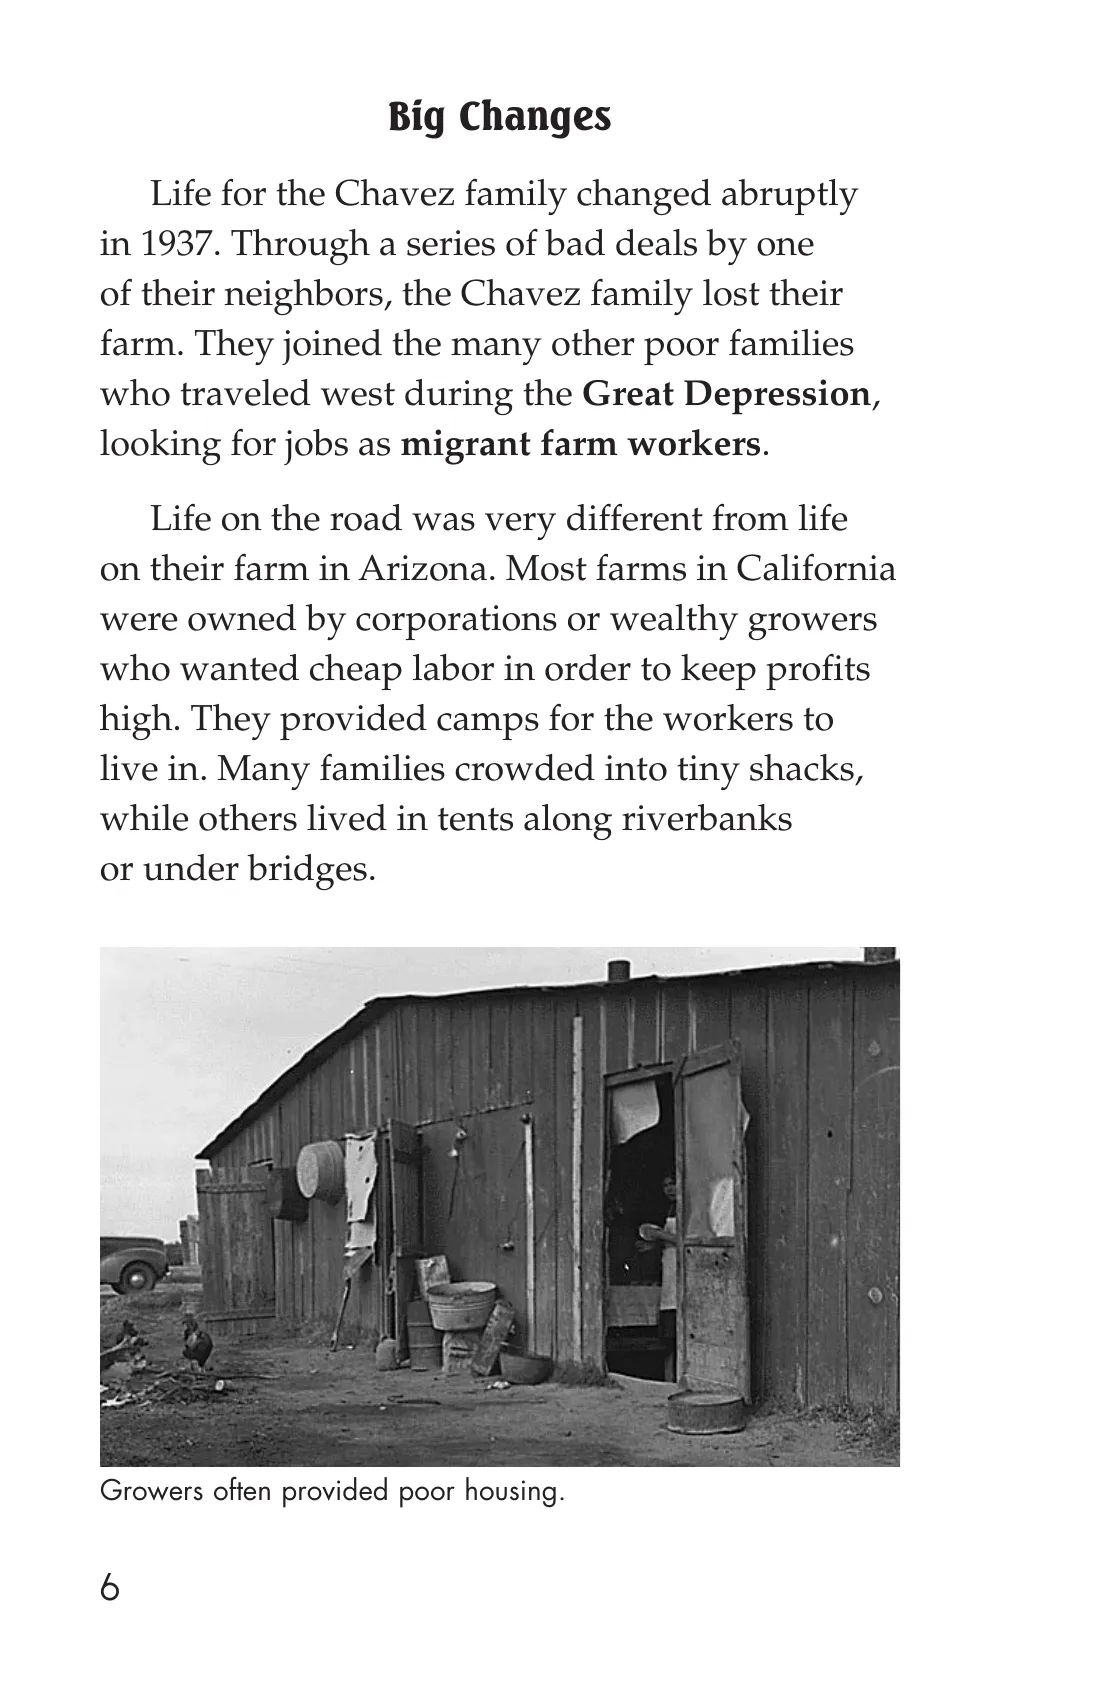 Big Changes
Life for the Chavez family changed abruptly
in 1937. Through a series of bad deals by one
of their neighbors, the Chavez family lost their
farm. They joined the many other poor families
who traveled west during the Great Depression,
looking for jobs as migrant farm workers.
Life on the road was very different from life
on their farm in Arizona. Most farms in California
were owned by corporations or wealthy growers
who wanted cheap labor in order to keep profits
high. They provided camps for the workers to
live in. Many families crowded into tiny shacks,
while others lived in tents along riverbanks
or under bridges.
Growers often provided poor housing.
6